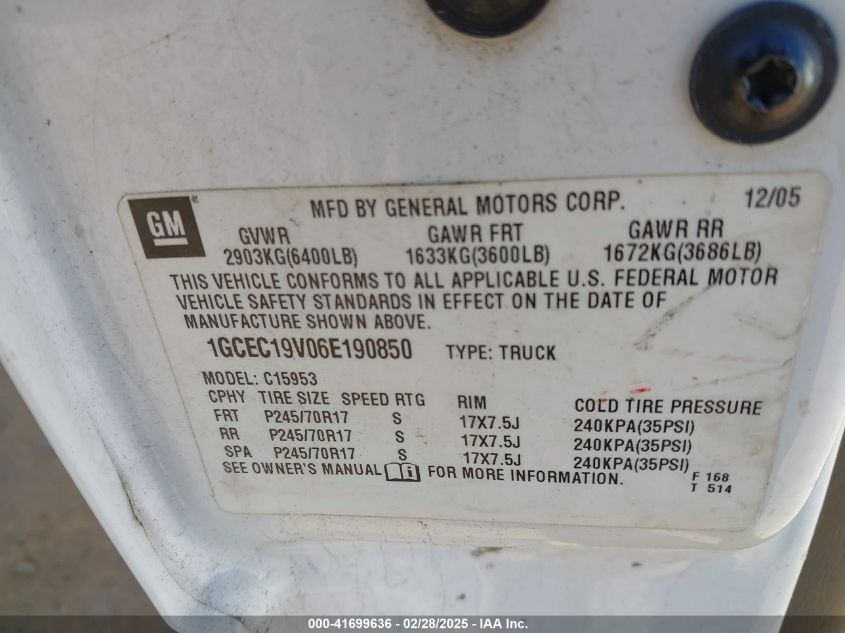 GM®
MFD BY GENERAL MOTORS CORP. 12/05
GVWR GAWR FRT GAWR RR
2903KG(6400LB) 1633KG(3600LB) 1672KG(3686LB)
THIS VEHICLE CONFORMS TO ALL APPLICABLE U.S. FEDERAL MOTOR
VEHICLE SAFETY STANDARDS IN EFFECT ON THE DATE OF
MANUFACTURE SHOWN ABOVE.
1GCEC19V06E190850 TYPE: TRUCK
MODEL: C15953
CPHY TIRE SIZE SPEED RTG RIM COLD TIRE PRESSURE
FRT P245/70R17 S 17X7.5J 240KPA(35PSI)
RR P245/70R17 S 17X7.5J 240KPA(35PSI)
SPA P245/70R17 S 17X7.5J 240KPA(35PSI)
SEE OWNER'S MANUAL FOR MORE INFORMATION. F 168
T 514
000-41699636 - 02/28/2025 - IAA Inc.